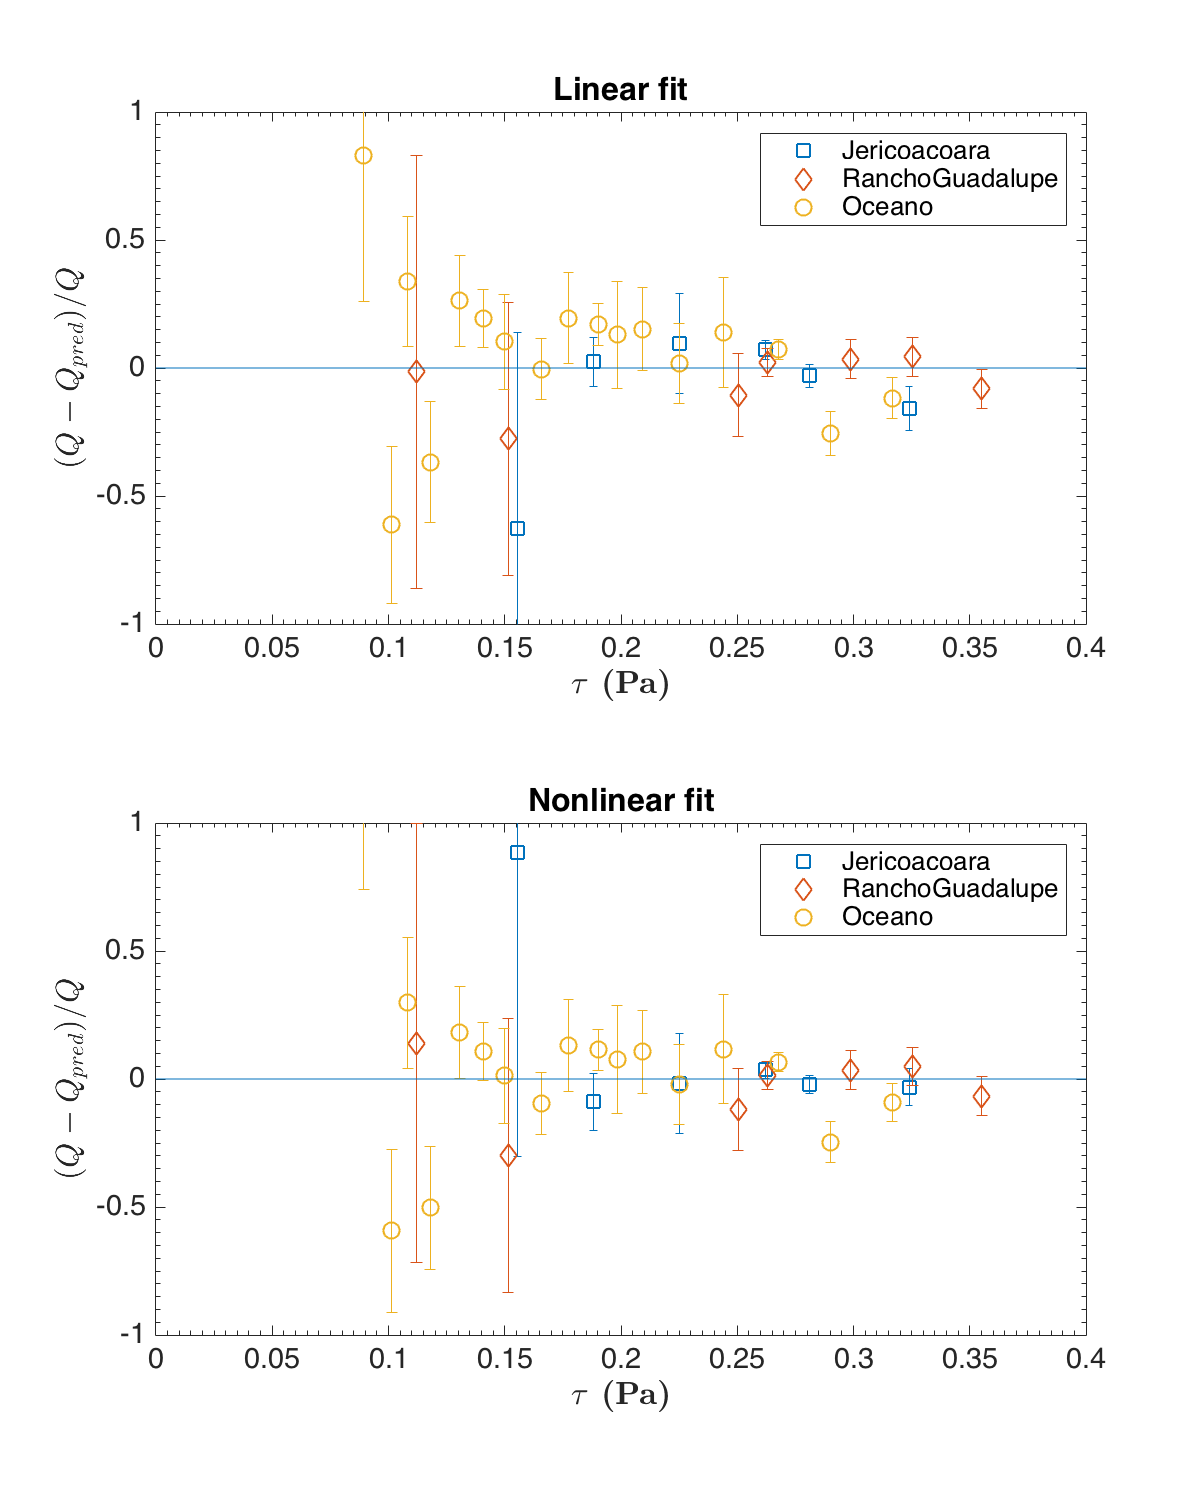 Linear fit
1
0.5
0
-0.5
-1
(Q − Q_pred)/Q
Jericoacoara
RanchoGuadalupe
Oceano
0 0.05 0.1 0.15 0.2 0.25 0.3 0.35 0.4
τ (Pa)
Nonlinear fit
1
0.5
0
-0.5
-1
(Q − Q_pred)/Q
Jericoacoara
RanchoGuadalupe
Oceano
0 0.05 0.1 0.15 0.2 0.25 0.3 0.35 0.4
τ (Pa)